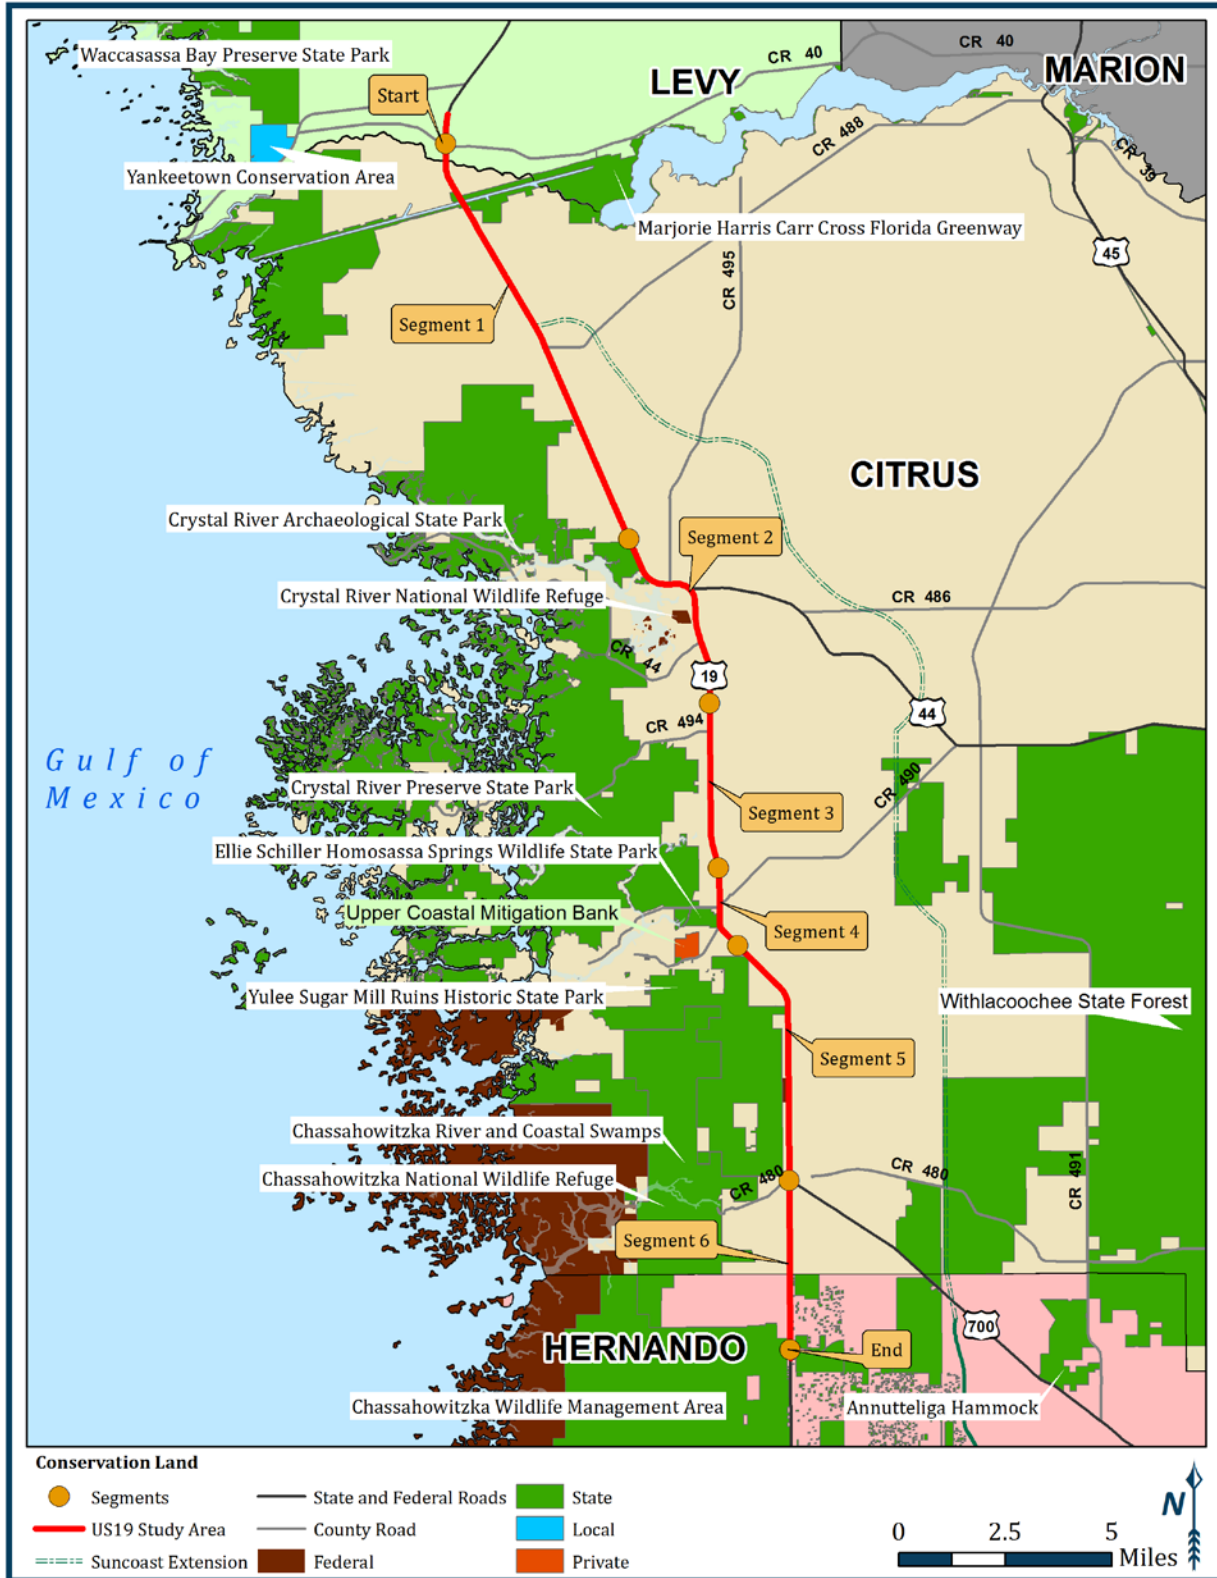 Waccasassa Bay Preserve State Park
CR 40
CR 40
LEVY
MARION
Start
CR 488
CR 39
Yankeetown Conservation Area
Marjorie Harris Carr Cross Florida Greenway
45
CR 495
Segment 1
CITRUS
Crystal River Archaeological State Park
Segment 2
Crystal River National Wildlife Refuge
CR 486
CR 44
19
44
CR 494
Gulf of
Mexico
Crystal River Preserve State Park
CR 490
Segment 3
Ellie Schiller Homosassa Springs Wildlife State Park
Upper Coastal Mitigation Bank
Segment 4
Yulee Sugar Mill Ruins Historic State Park
Withlacoochee State Forest
Segment 5
Chassahowitzka River and Coastal Swamps
Chassahowitzka National Wildlife Refuge
CR 480
CR 480
CR 491
Segment 6
700
HERNANDO
End
Chassahowitzka Wildlife Management Area
Annutteliga Hammock
Conservation Land
Segments
State and Federal Roads
State
US19 Study Area
County Road
Local
Suncoast Extension
Federal
Private
0 2.5 5
Miles
N